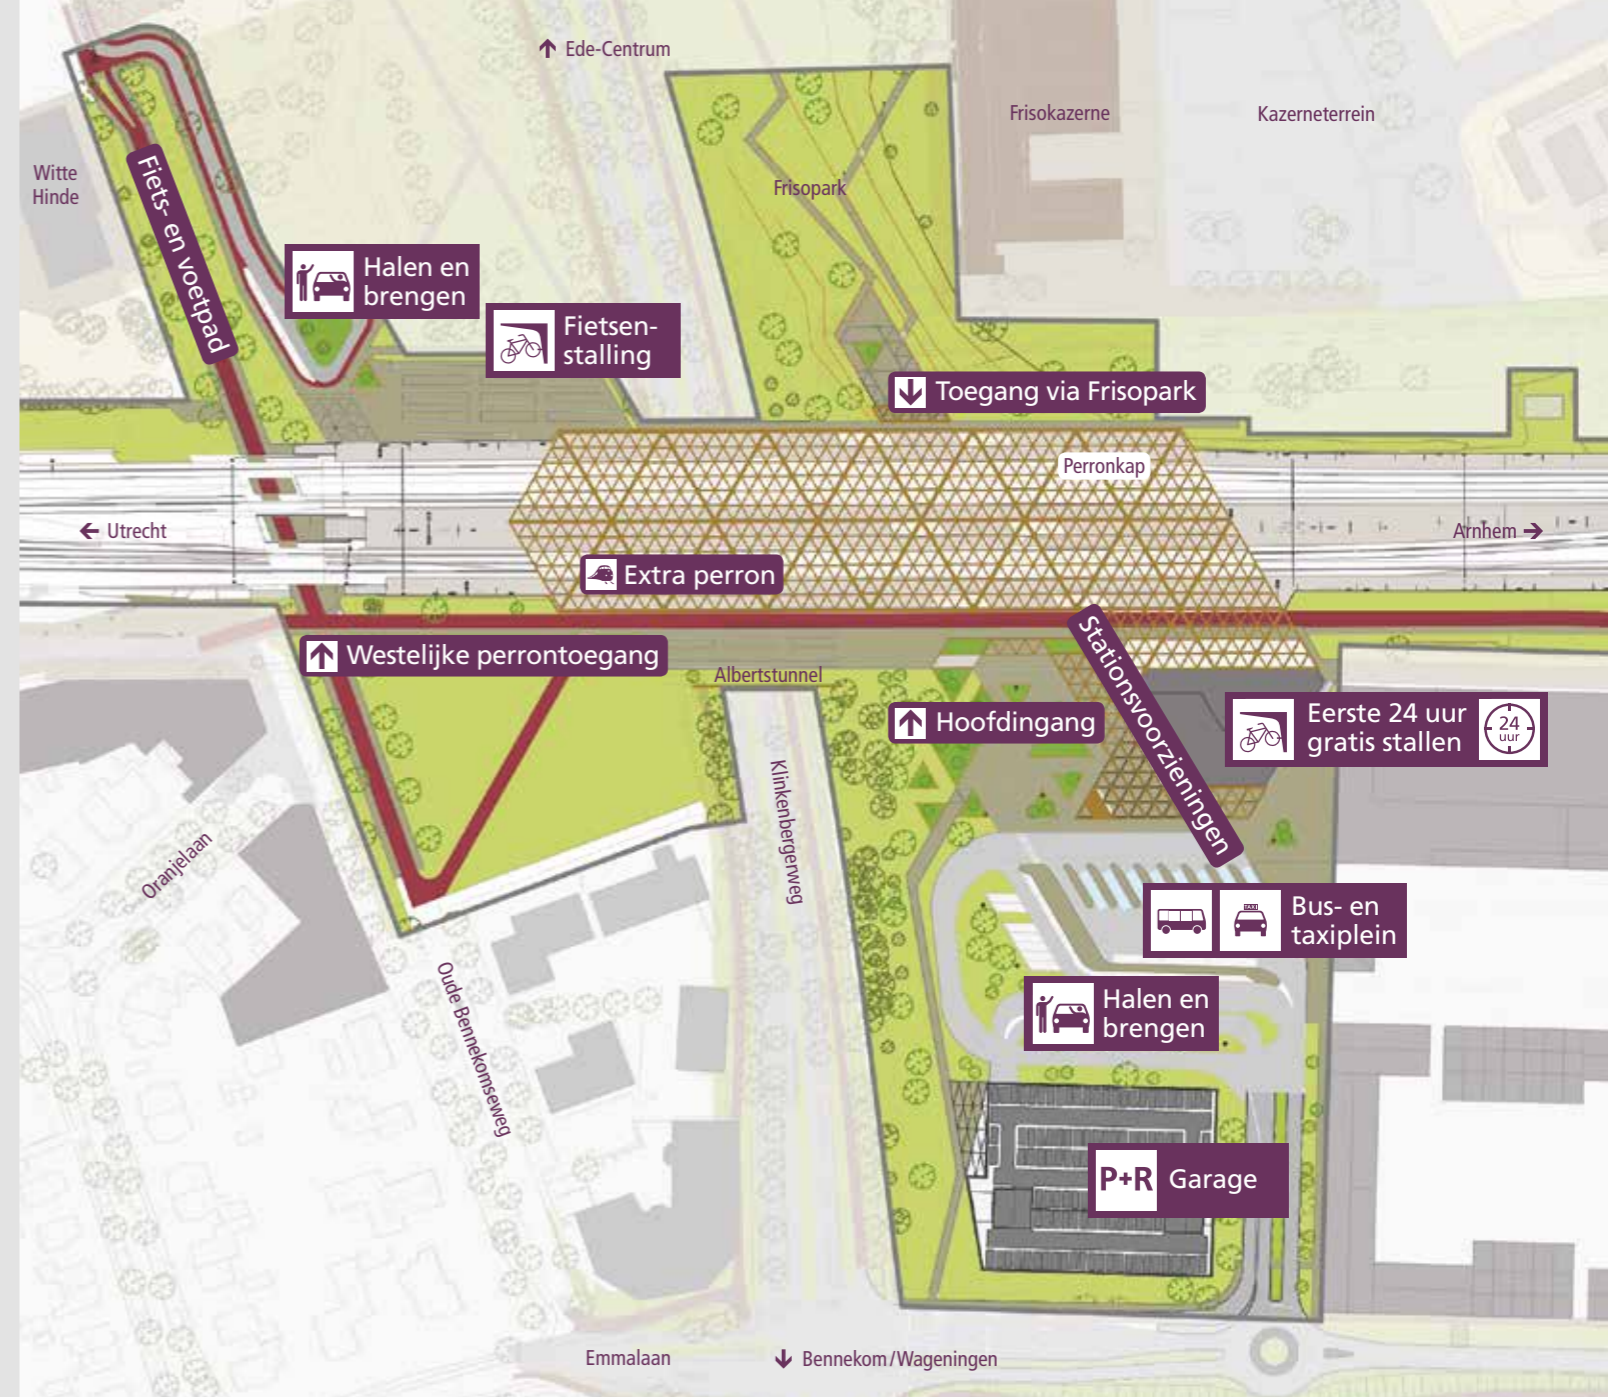 ↑ Ede-Centrum
Frisokazerne
Kazerneterrein
Witte
Hinde
Frisopark
Fiets- en voetpad
Halen en
brengen
Fietsen-
stalling
↓ Toegang via Frisopark
Perronkap
← Utrecht
Arnhem →
Extra perron
↑ Westelijke perrontoegang
Albertstunnel
Stationsvoorzieningen
↑ Hoofdingang
Eerste 24 uur
gratis stallen
24
uur
Klinkenbergerweg
Oranjelaan
TAXI
Bus- en
taxiplein
Oude Bennekomseweg
Halen en
brengen
P+R Garage
Emmalaan
↓ Bennekom/Wageningen